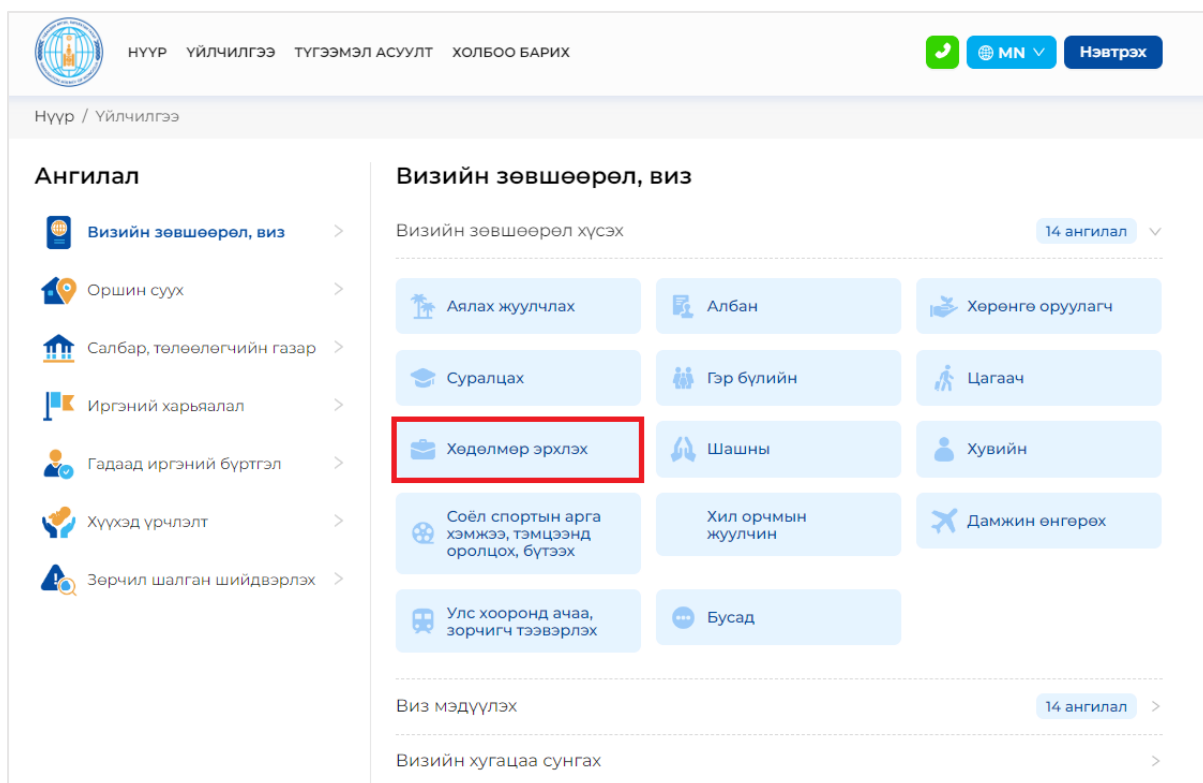 НҮҮР ҮЙЛЧИЛГЭЭ ТҮГЭЭМЭЛ АСУУЛТ ХОЛБОО БАРИХ
MN
Нэвтрэх
Нүүр / Үйлчилгээ
Ангилал
Визийн зөвшөөрөл, виз
Оршин суух
Салбар, төлөөлөгчийн газар
Иргэний харьяалал
Гадаад иргэний бүртгэл
Хүүхэд үрчлэлт
Зөрчил шалган шийдвэрлэх
Визийн зөвшөөрөл, виз
Визийн зөвшөөрөл хүсэх
14 ангилал
Аялах жуулчлах
Албан
Хөрөнгө оруулагч
Суралцах
Гэр бүлийн
Цагаач
Хөдөлмөр эрхлэх
Шашны
Хувийн
Соёл спортын арга
хэмжээ, тэмцээнд
оролцох, бүтээх
Хил орчмын
жуулчин
Дамжин өнгөрөх
Улс хооронд ачаа,
зорчигч тээвэрлэх
Бусад
Виз мэдүүлэх
14 ангилал
Визийн хугацаа сунгах